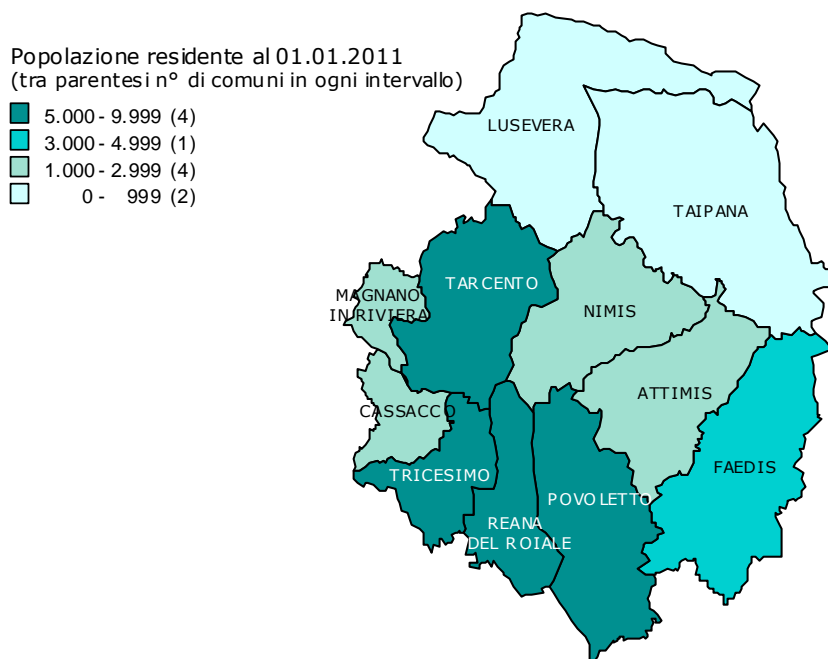 Popolazione residente al 01.01.2011
(tra parentesi n° di comuni in ogni intervallo)
5.000 - 9.999 (4)
3.000 - 4.999 (1)
1.000 - 2.999 (4)
0 - 999 (2)
LUSEVERA
TAIPANA
TARCENTO
MAGNANO
IN RIVIERA
NIMIS
ATTIMIS
CASSACCO
FAEDIS
TRICESIMO
POVOLETTO
REANA
DEL ROIALE